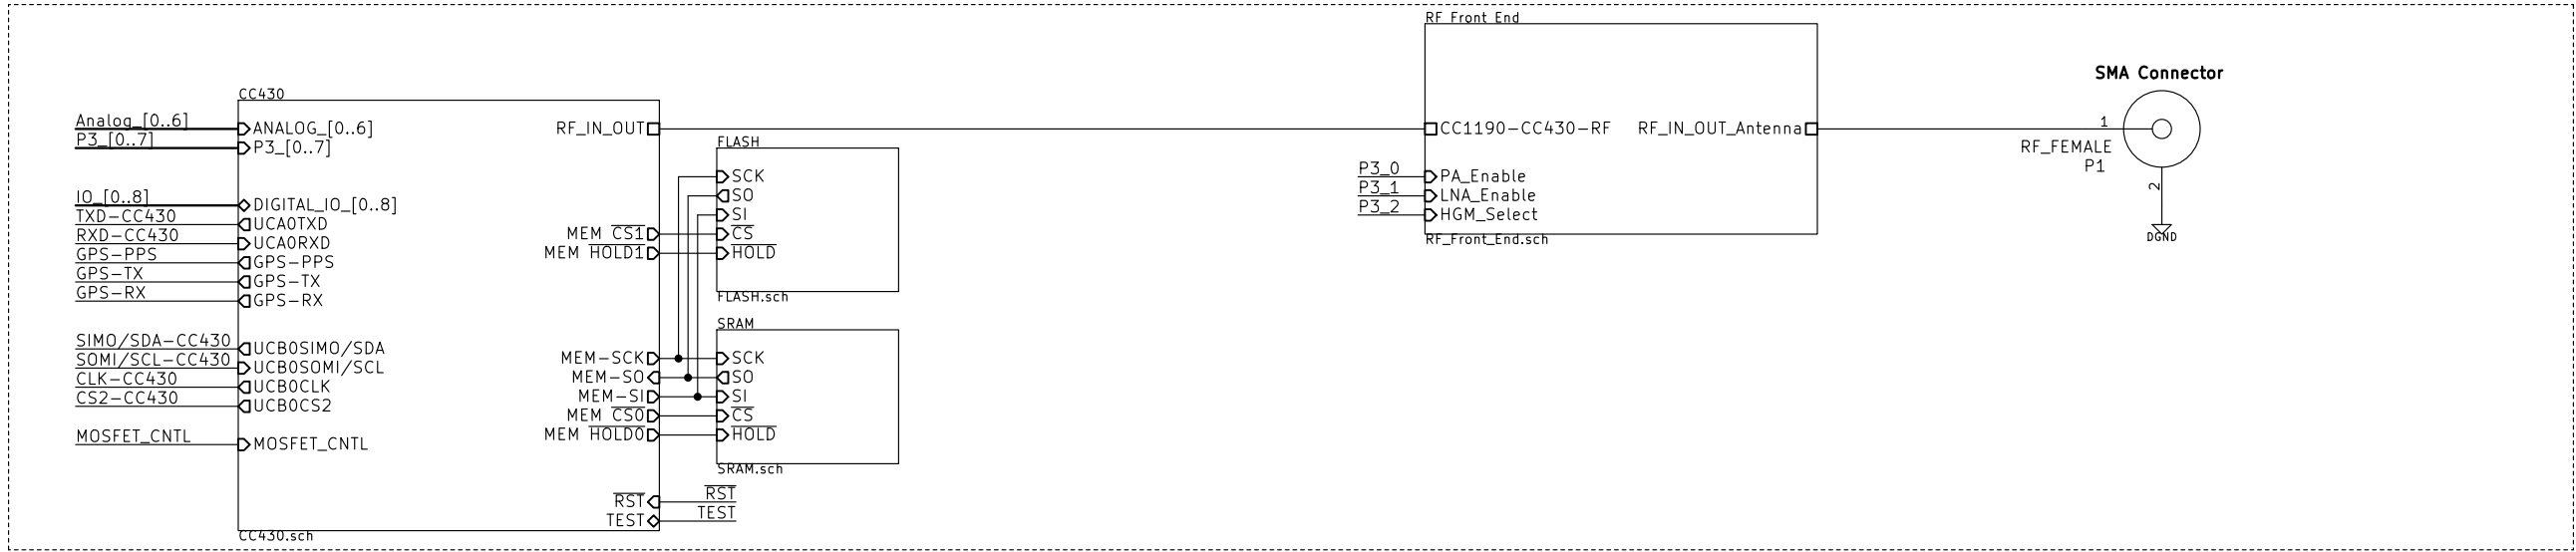 RF Front End
SMA Connector
CC430
Analog_[0..6]
ANALOG_[0..6]
RF_IN_OUT
CC1190-CC430-RF
RF_IN_OUT_Antenna
1
P3_[0..7]
P3_[0..7]
FLASH
RF_FEMALE
P1
SCK
P3_0
PA_Enable
2
IO_[0..8]
DIGITAL_IO_[0..8]
SO
P3_1
LNA_Enable
TXD-CC430
UCA0TXD
SI
P3_2
HGM_Select
RXD-CC430
UCA0RXD
MEM CS1
CS
RF_Front_End.sch
DGND
GPS-PPS
GPS-PPS
MEM HOLD1
HOLD
GPS-TX
GPS-TX
GPS-RX
GPS-RX
FLASH.sch
SRAM
SIMO/SDA-CC430
UCB0SIMO/SDA
MEM-SCK
SCK
SOMI/SCL-CC430
UCB0SOMI/SCL
MEM-SO
SO
CLK-CC430
UCB0CLK
MEM-SI
SI
CS2-CC430
UCB0CS2
MEM CS0
CS
MOSFET_CNTL
MOSFET_CNTL
MEM HOLD0
HOLD
SRAM.sch
RST
RST
TEST
TEST
CC430.sch